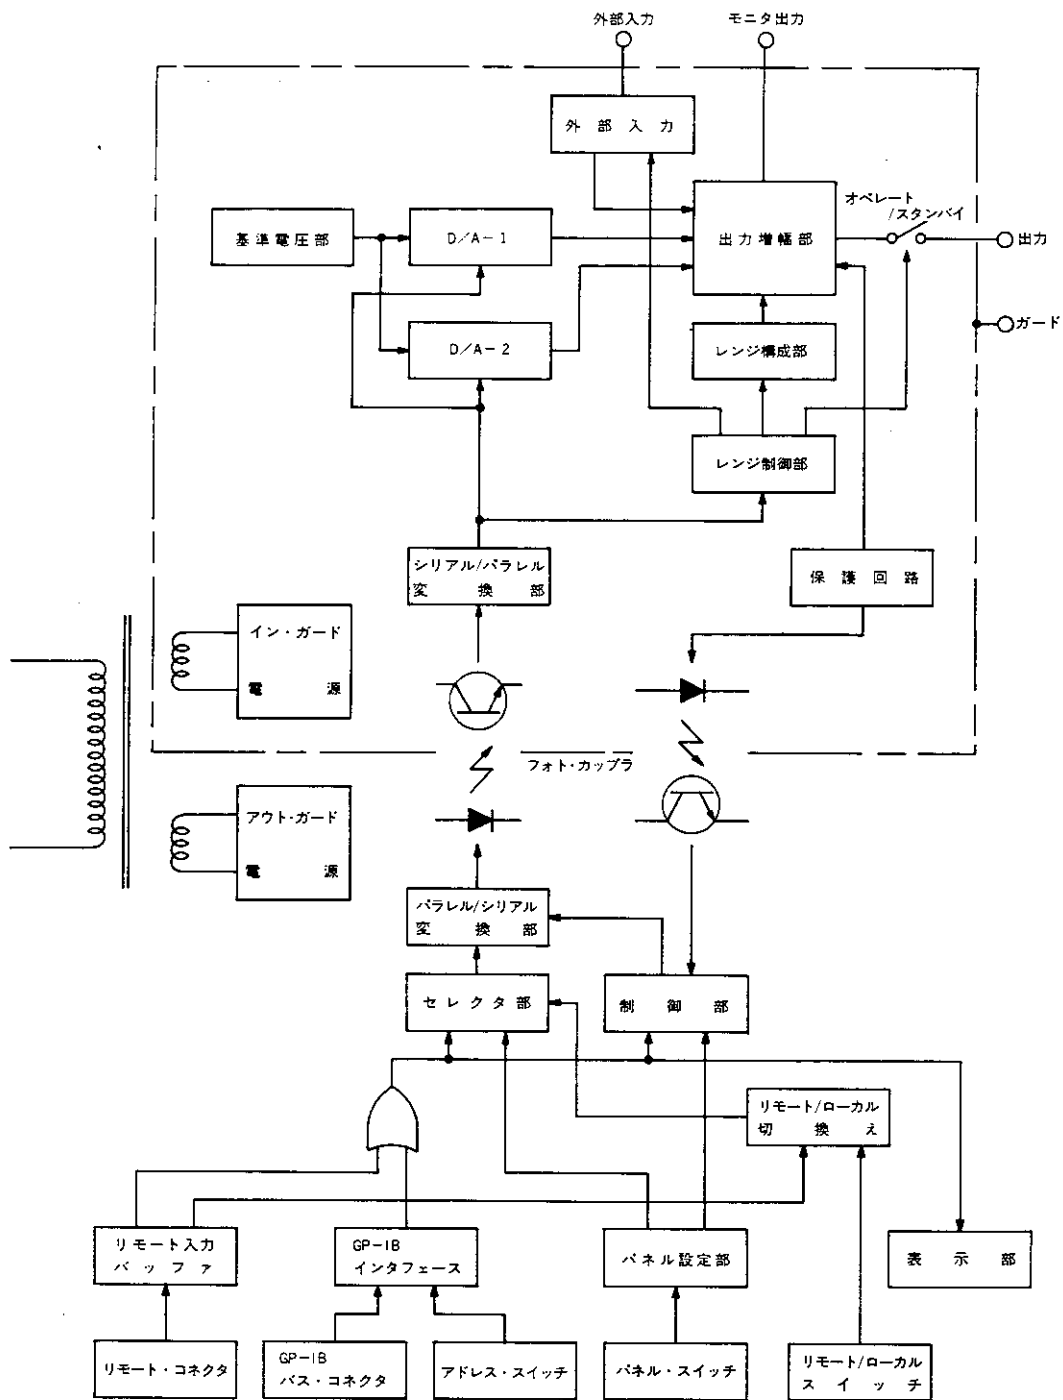 外部入力
モニタ出力
外部入力
オペレート
/スタンバイ
基準電圧部
D/A-1
出力増幅部
出力
ガード
D/A-2
レンジ構成部
レンジ制御部
シリアル/パラレル
変換部
保護回路
イン・ガード
電源
フォト・カップラ
アウト・ガード
電源
パラレル/シリアル
変換部
セレクタ部
制御部
リモート/ローカル
切換え
リモート入力
バッファ
GP-IB
インタフェース
パネル設定部
表示部
リモート・コネクタ
GP-IB
バス・コネクタ
アドレス・スイッチ
パネル・スイッチ
リモート/ローカル
スイッチ